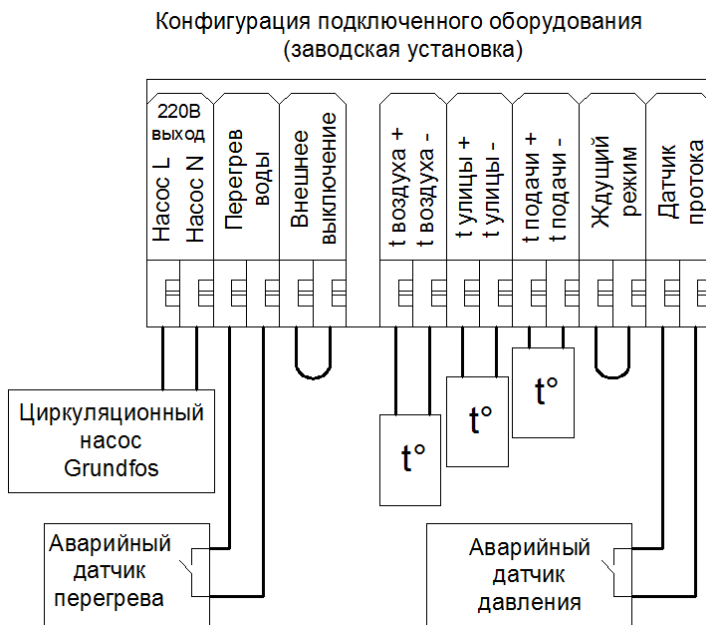 Конфигурация подключенного оборудования
(заводская установка)
220В
выход
Насос L
Насос N
Перегрев
воды
Внешнее
выключение
t воздуха +
t воздуха -
t улицы +
t улицы -
t подачи +
t подачи -
Ждущий
режим
Датчик
протока
Циркуляционный
насос
Grundfos
t°
t°
t°
Аварийный
датчик
перегрева
Аварийный
датчик
давления